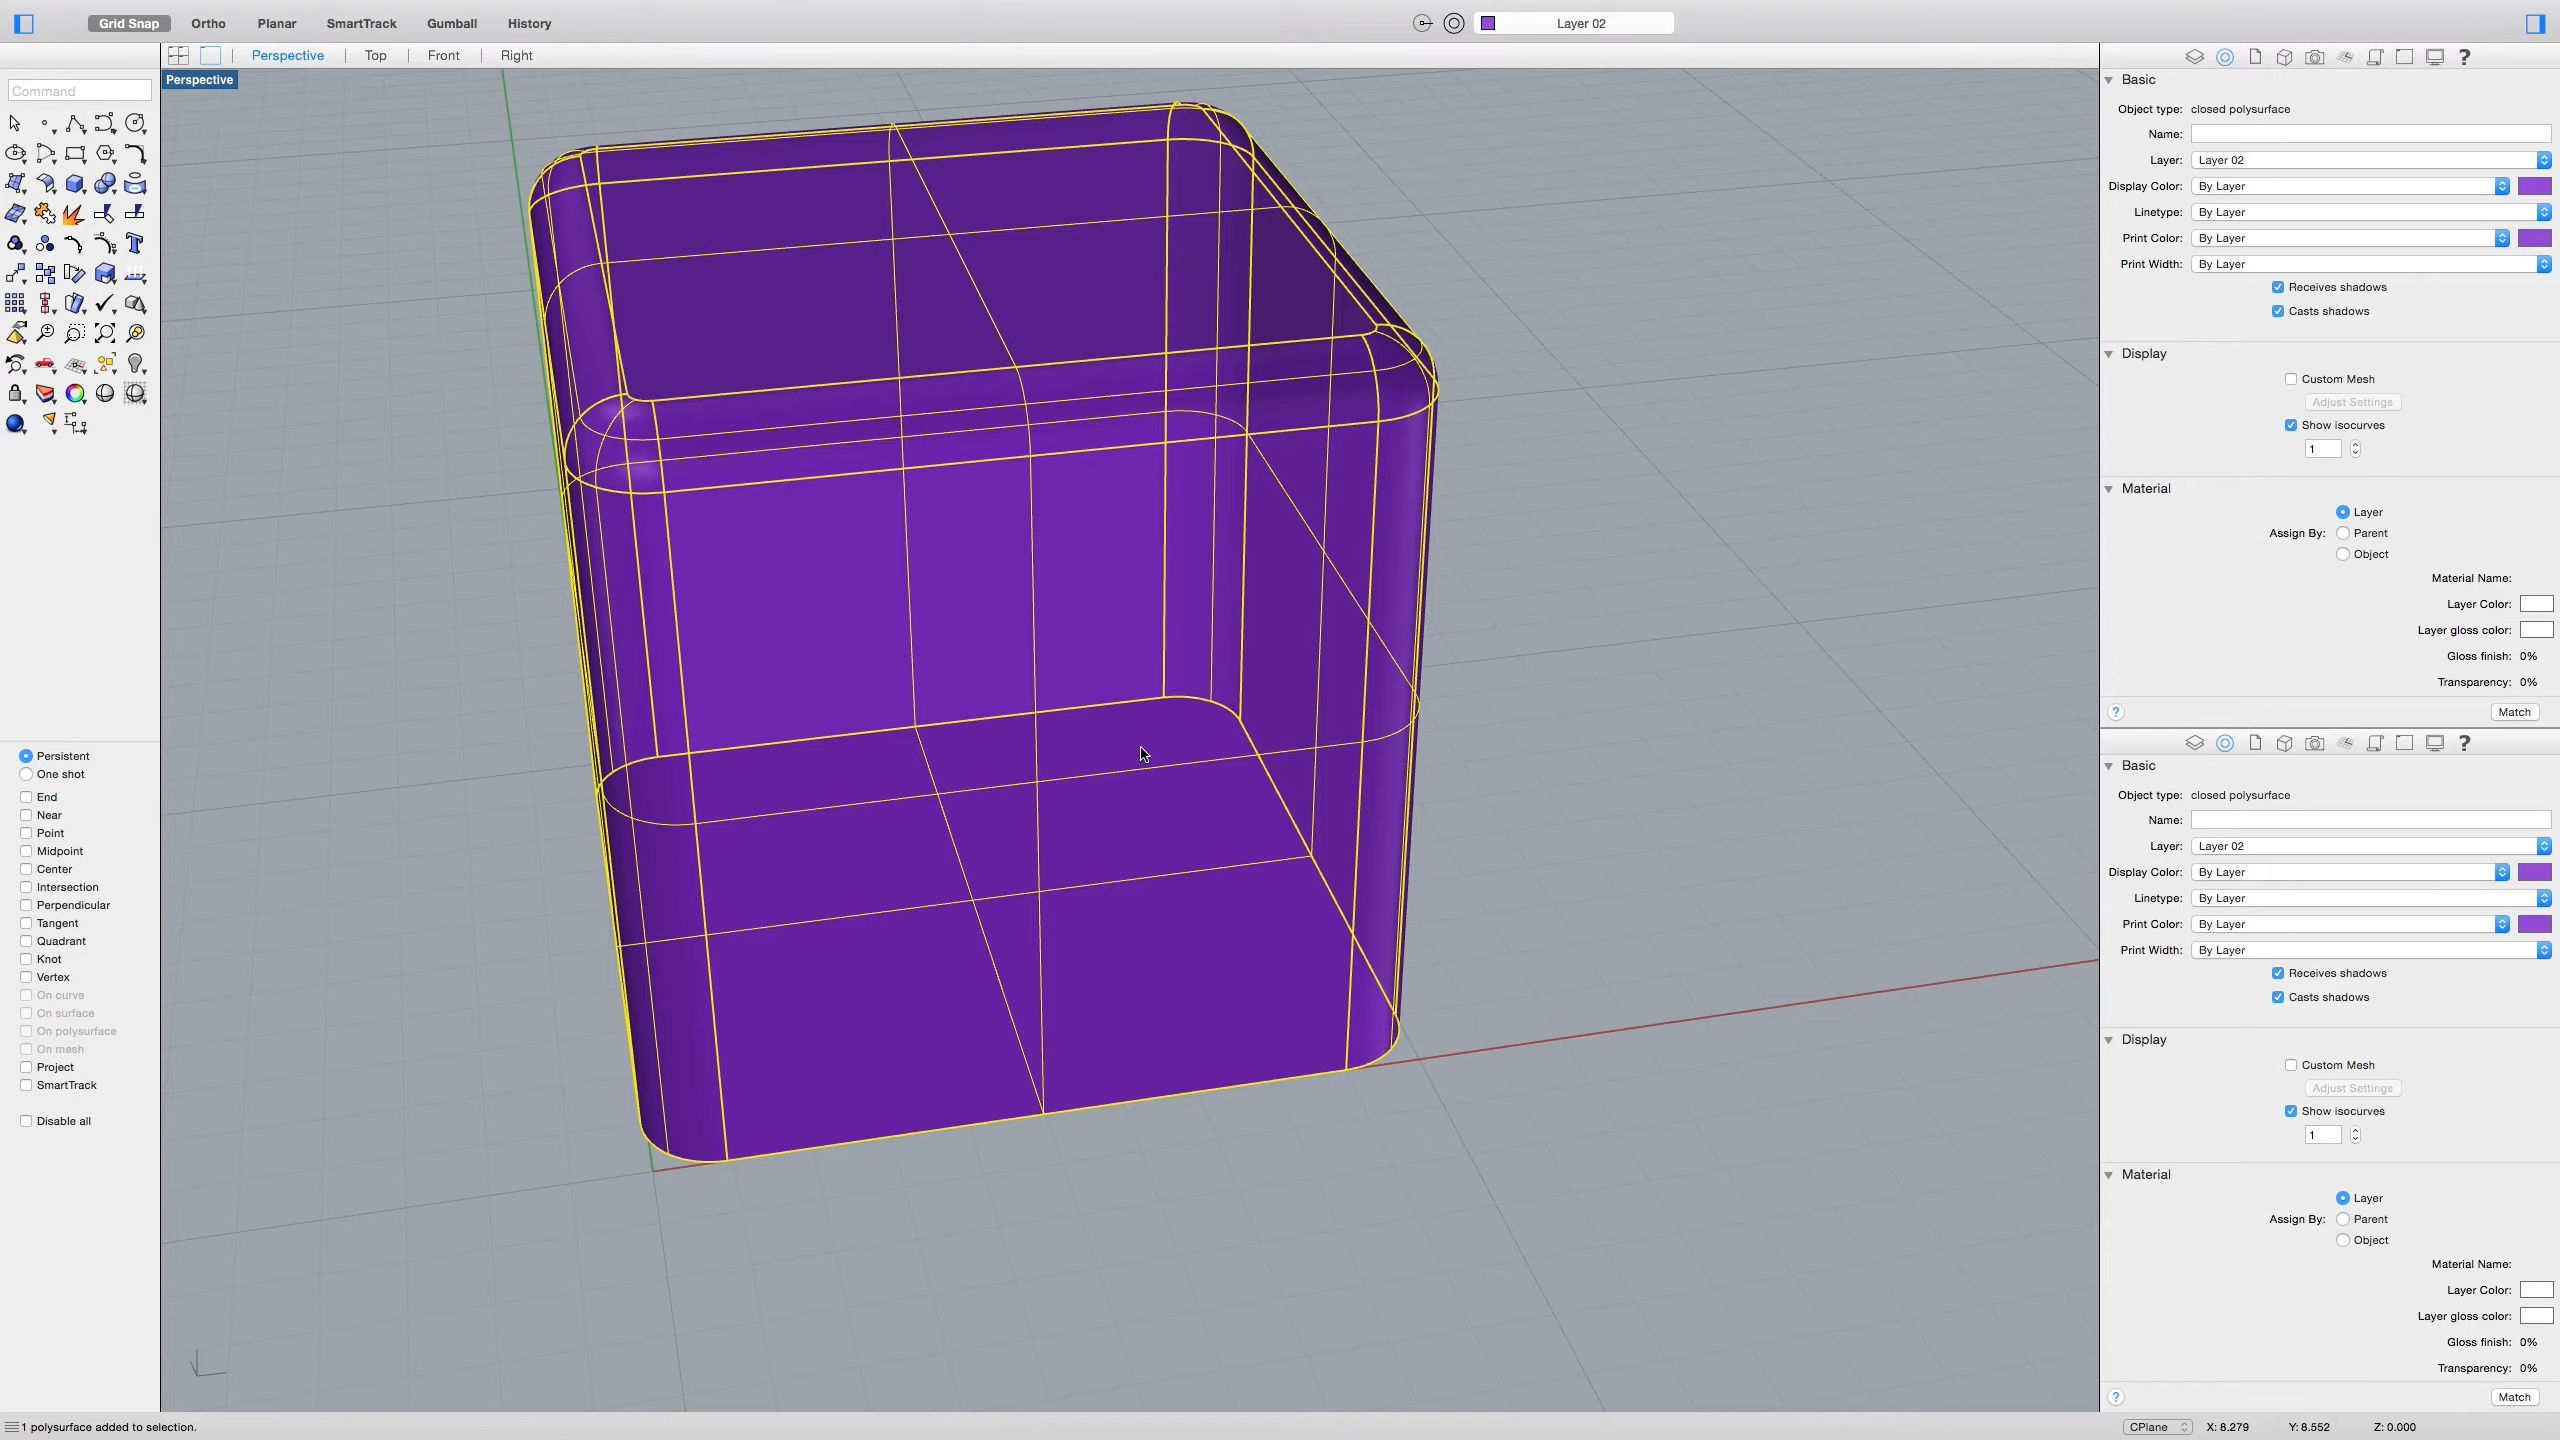 Grid Snap Ortho Planar SmartTrack Gumball History Layer 02
Perspective Top Front Right
Perspective
Command
Persistent
One shot
End
Near
Point
Midpoint
Center
Intersection
Perpendicular
Tangent
Quadrant
Knot
Vertex
On curve
On surface
On polysurface
On mesh
Project
SmartTrack
Disable all
Basic
Object type: closed polysurface
Name:
Layer: Layer 02
Display Color: By Layer
Linetype: By Layer
Print Color: By Layer
Print Width: By Layer
Receives shadows
Casts shadows
Display
Custom Mesh
Adjust Settings
Show isocurves
1
Material
Layer
Assign By: Parent
Object
Material Name:
Layer Color:
Layer gloss color:
Gloss finish: 0%
Transparency: 0%
? Match
Basic
Object type: closed polysurface
Name:
Layer: Layer 02
Display Color: By Layer
Linetype: By Layer
Print Color: By Layer
Print Width: By Layer
Receives shadows
Casts shadows
Display
Custom Mesh
Adjust Settings
Show isocurves
1
Material
Layer
Assign By: Parent
Object
Material Name:
Layer Color:
Layer gloss color:
Gloss finish: 0%
Transparency: 0%
? Match
1 polysurface added to selection. CPlane X: 8.279 Y: 8.552 Z: 0.000